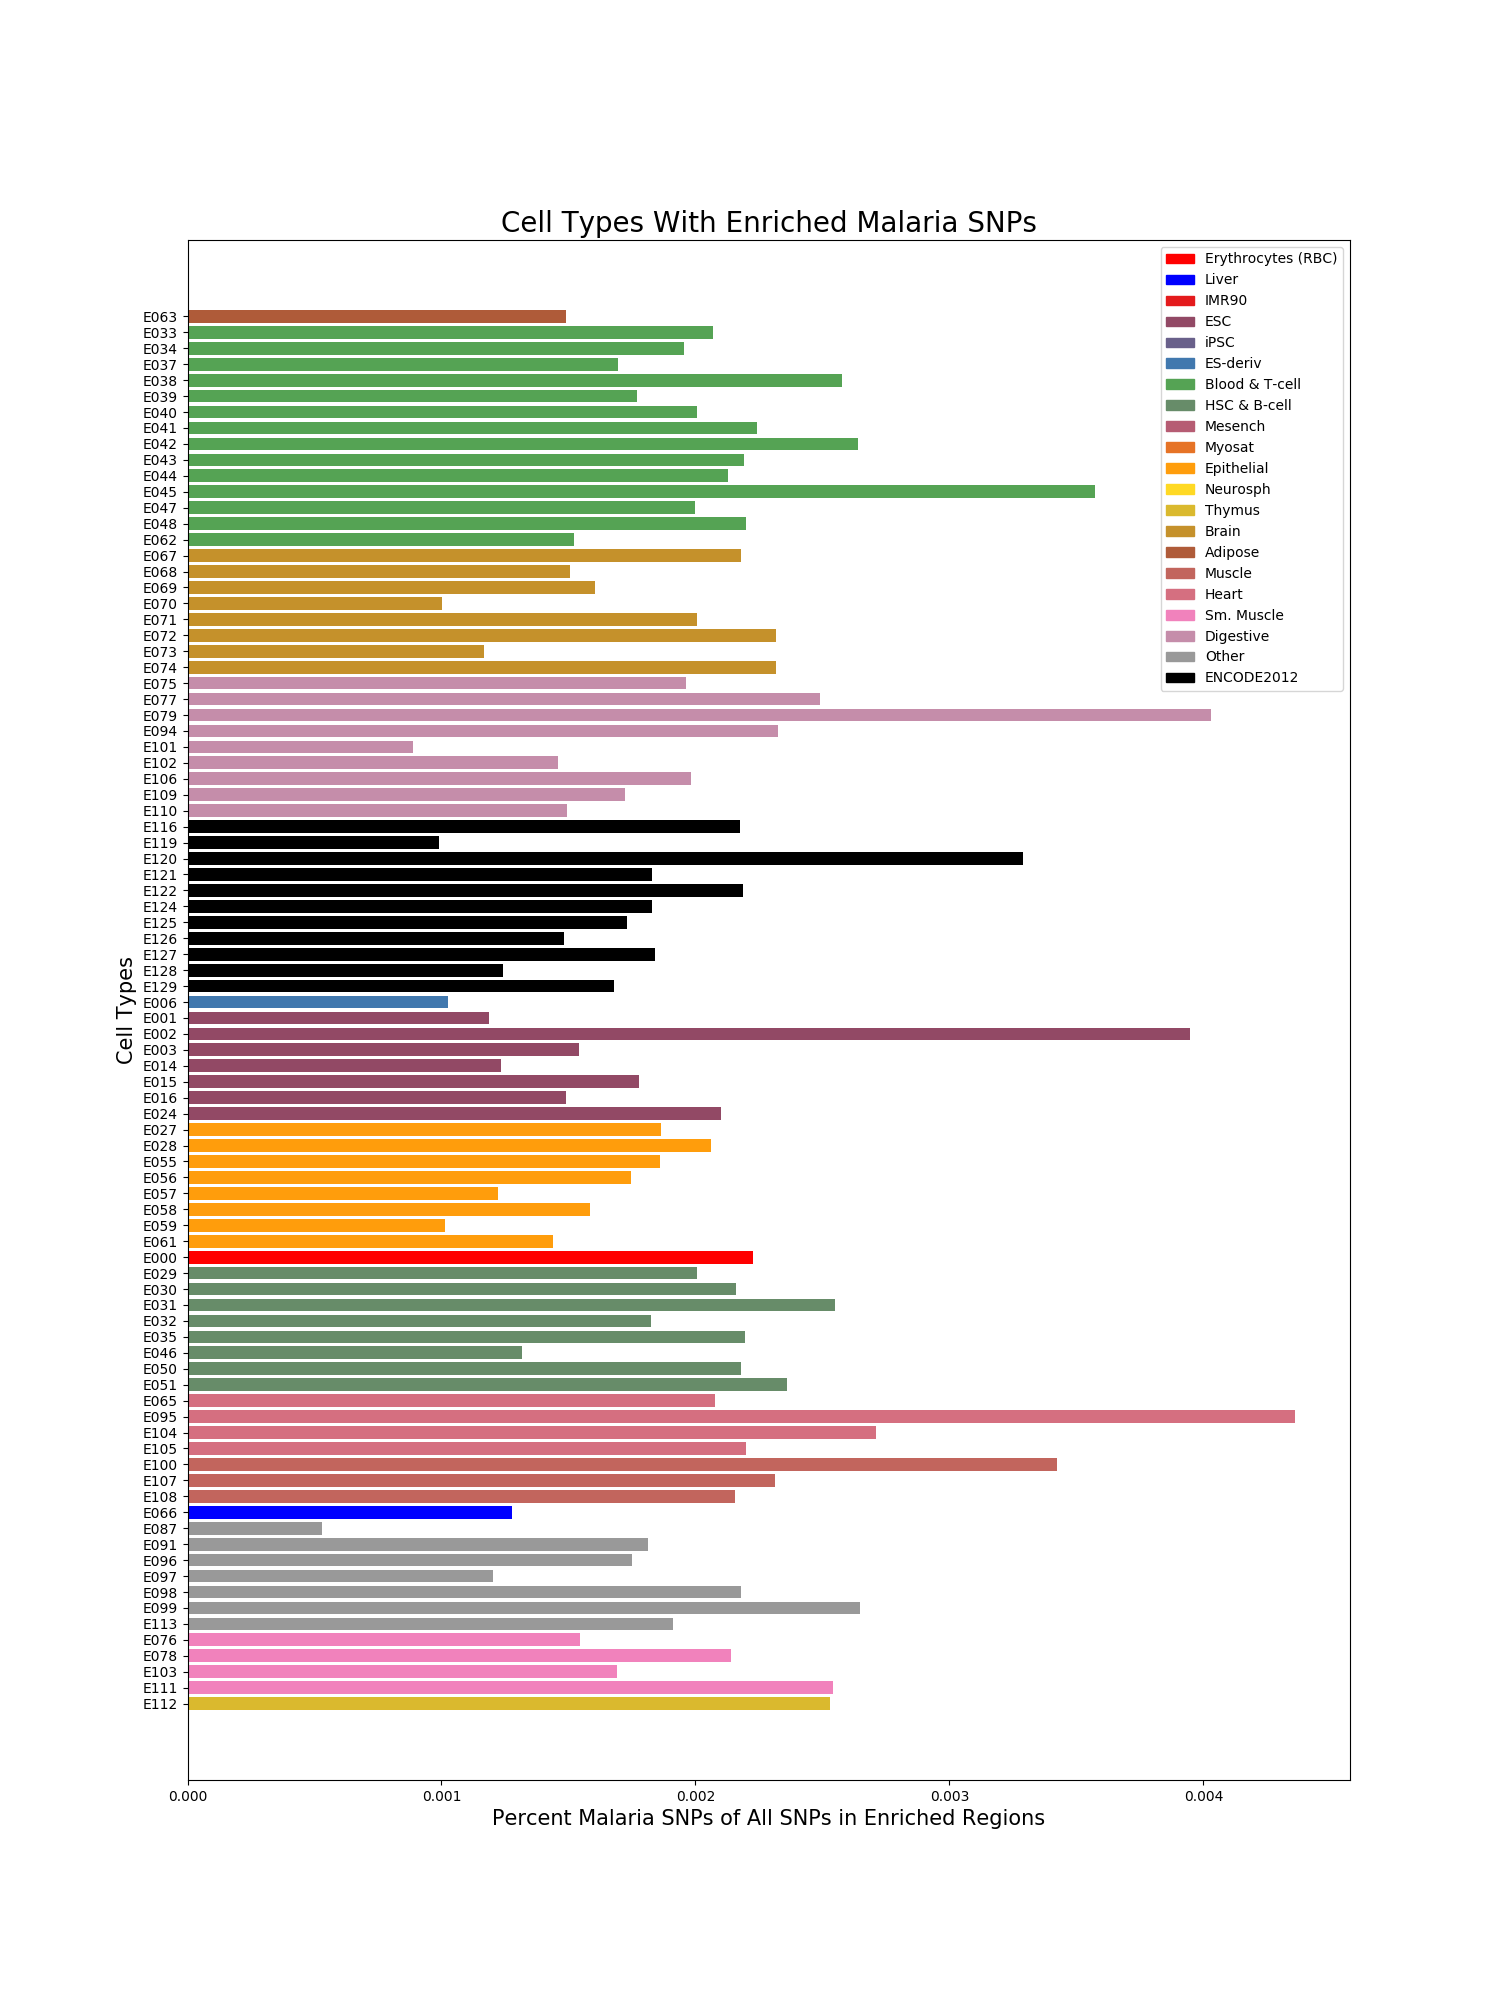 Cell Types With Enriched Malaria SNPs
Erythrocytes (RBC)
Liver
IMR90
ESC
iPSC
ES-deriv
Blood & T-cell
HSC & B-cell
Mesench
Myosat
Epithelial
Neurosph
Thymus
Brain
Adipose
Muscle
Heart
Sm. Muscle
Digestive
Other
ENCODE2012
Cell Types
E063
E033
E034
E037
E038
E039
E040
E041
E042
E043
E044
E045
E047
E048
E062
E067
E068
E069
E070
E071
E072
E073
E074
E075
E077
E079
E094
E101
E102
E106
E109
E110
E116
E119
E120
E121
E122
E124
E125
E126
E127
E128
E129
E006
E001
E002
E003
E014
E015
E016
E024
E027
E028
E055
E056
E057
E058
E059
E061
E000
E029
E030
E031
E032
E035
E046
E050
E051
E065
E095
E104
E105
E100
E107
E108
E066
E087
E091
E096
E097
E098
E099
E113
E076
E078
E103
E111
E112
0.000 0.001 0.002 0.003 0.004
Percent Malaria SNPs of All SNPs in Enriched Regions